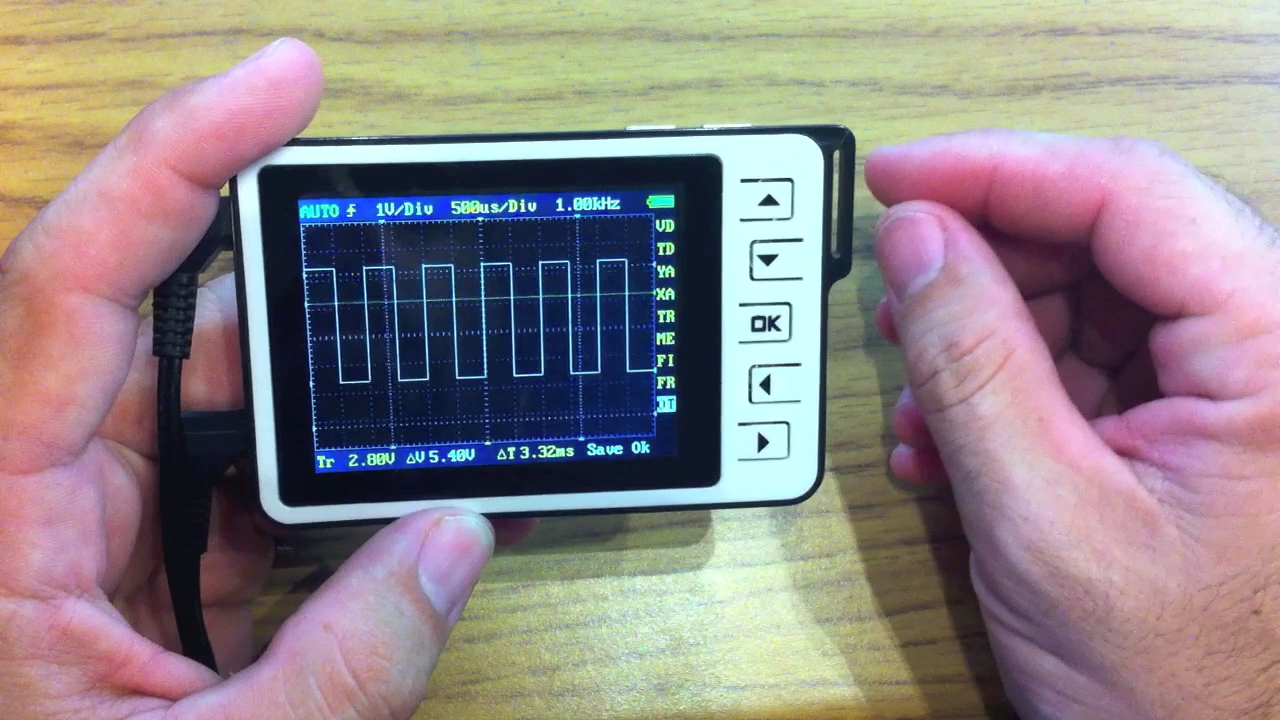 AUTO 1V/Div 500us/Div 1.00kHz
VD
TD
YA
XA
TR
ME
FI
FR
OT
Tr 2.80V ΔV 5.40V ΔT 3.32ms Save Ok
OK